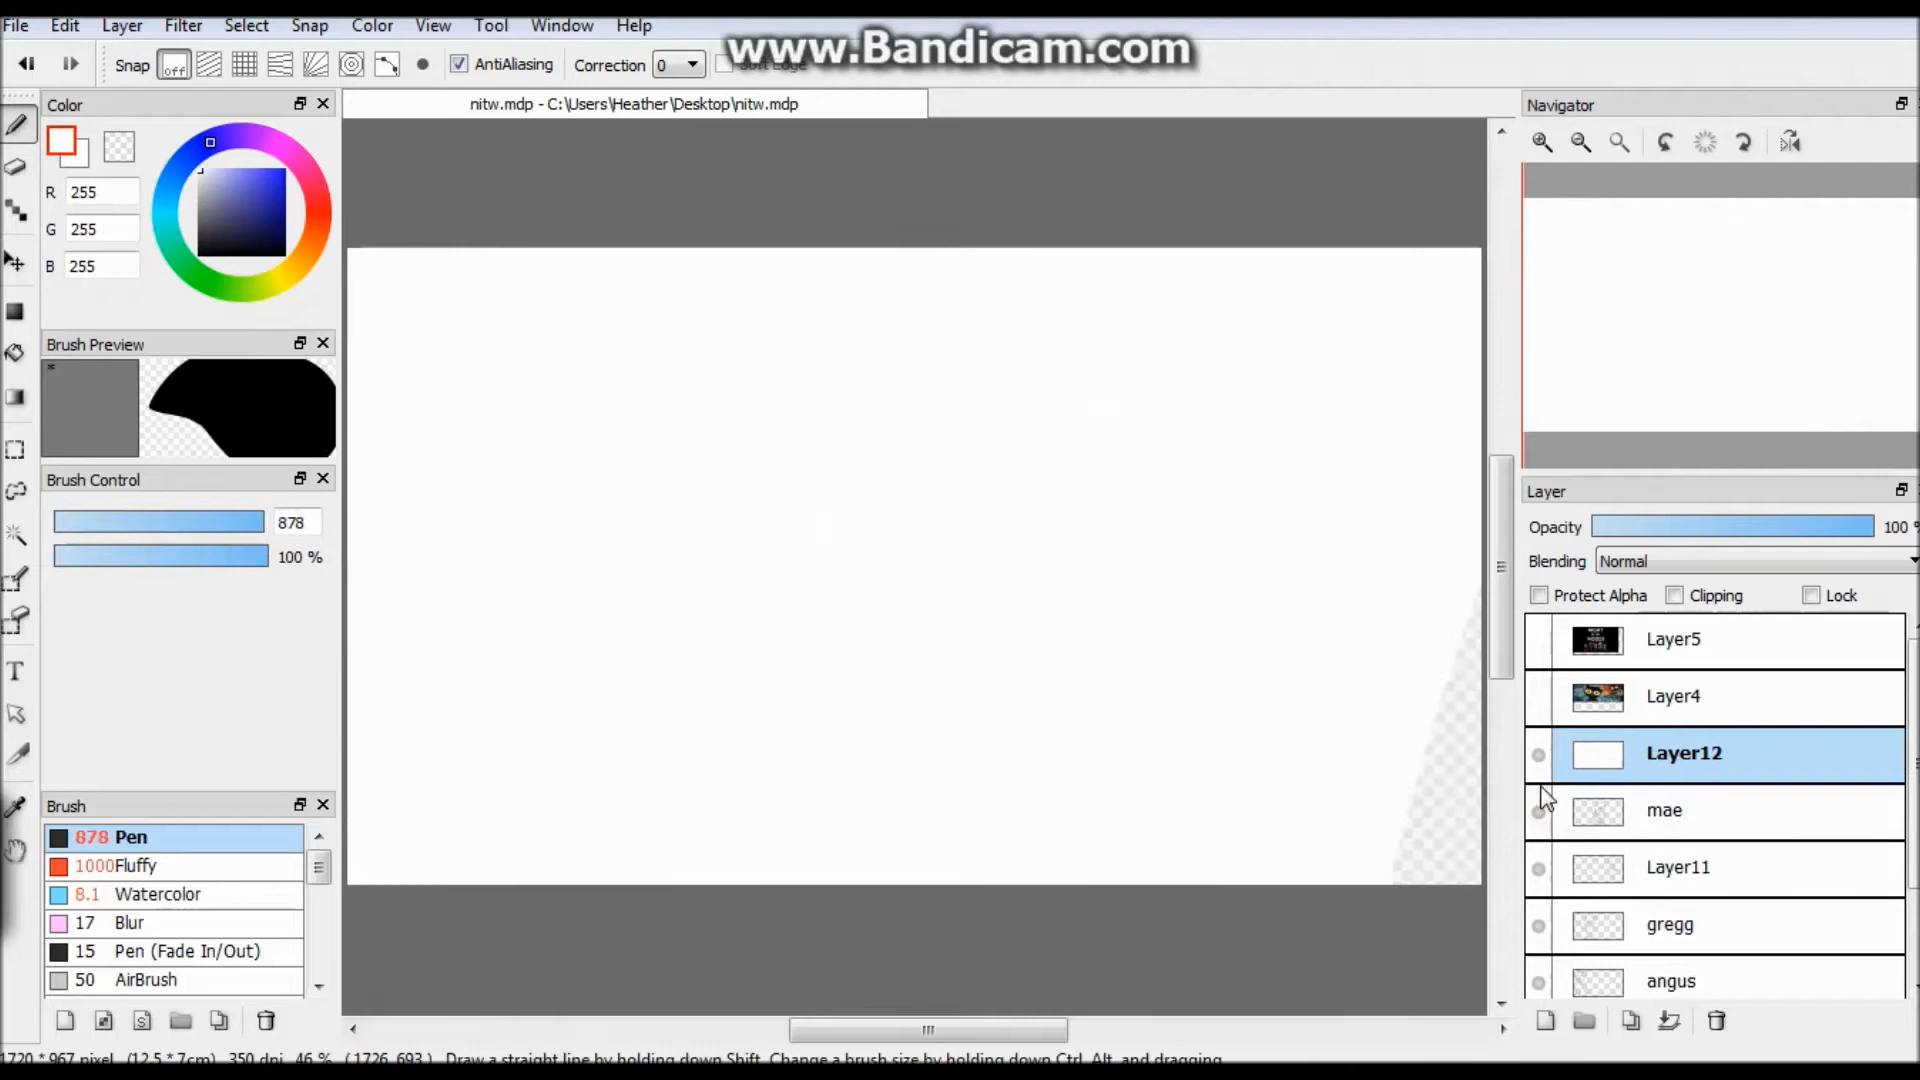 File Edit Layer Filter Select Snap Color View Tool Window Help
www.Bandicam.com
Snap off AntiAliasing Correction 0 Soft Edge
Color
nitw.mdp - C:\Users\Heather\Desktop\nitw.mdp
Navigator
R 255
G 255
B 255
Brush Preview
*
Brush Control
878
100 %
Layer
Opacity 100 %
Blending Normal
Protect Alpha Clipping Lock
Layer5
Layer4
Layer12
mae
Layer11
gregg
angus
Brush
878 Pen
1000 Fluffy
8.1 Watercolor
17 Blur
15 Pen (Fade In/Out)
50 AirBrush
S
1720 * 967 pixel (12.5 * 7cm) 350 dpi 46 % ( 1726, 693 ) Draw a straight line by holding down Shift, Change a brush size by holding down Ctrl, Alt, and dragging